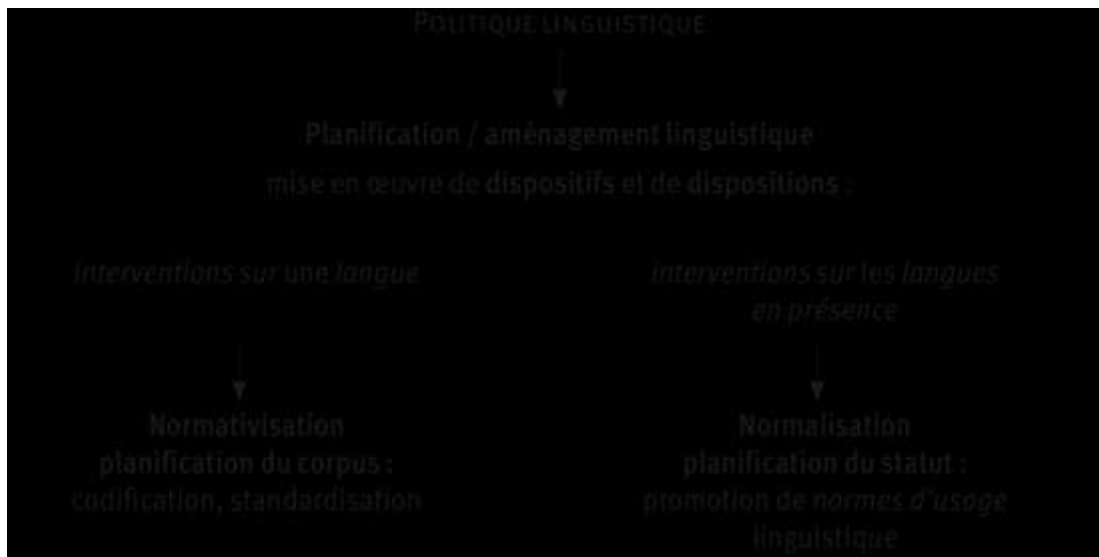 POLITIQUE LINGUISTIQUE
Planification / aménagement linguistique
mise en œuvre de dispositifs et de dispositions :
interventions sur une langue
interventions sur les langues
en présence
Normativisation
planification du corpus :
codification, standardisation
Normalisation
planification du statut :
promotion de normes d'usage
linguistique